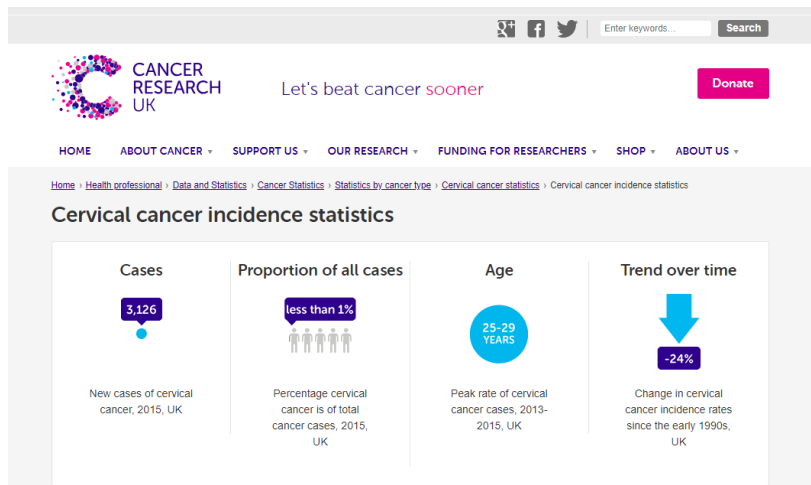 g+ f
Enter keywords... Search
CANCER
RESEARCH
UK
Let's beat cancer sooner
Donate
HOME ABOUT CANCER SUPPORT US OUR RESEARCH FUNDING FOR RESEARCHERS SHOP ABOUT US
Home › Health professional › Data and Statistics › Cancer Statistics › Statistics by cancer type › Cervical cancer statistics › Cervical cancer incidence statistics
Cervical cancer incidence statistics
Cases
3,126
New cases of cervical
cancer, 2015, UK
Proportion of all cases
less than 1%
Percentage cervical
cancer is of total
cancer cases, 2015,
UK
Age
25-29
YEARS
Peak rate of cervical
cancer cases, 2013-
2015, UK
Trend over time
-24%
Change in cervical
cancer incidence rates
since the early 1990s,
UK